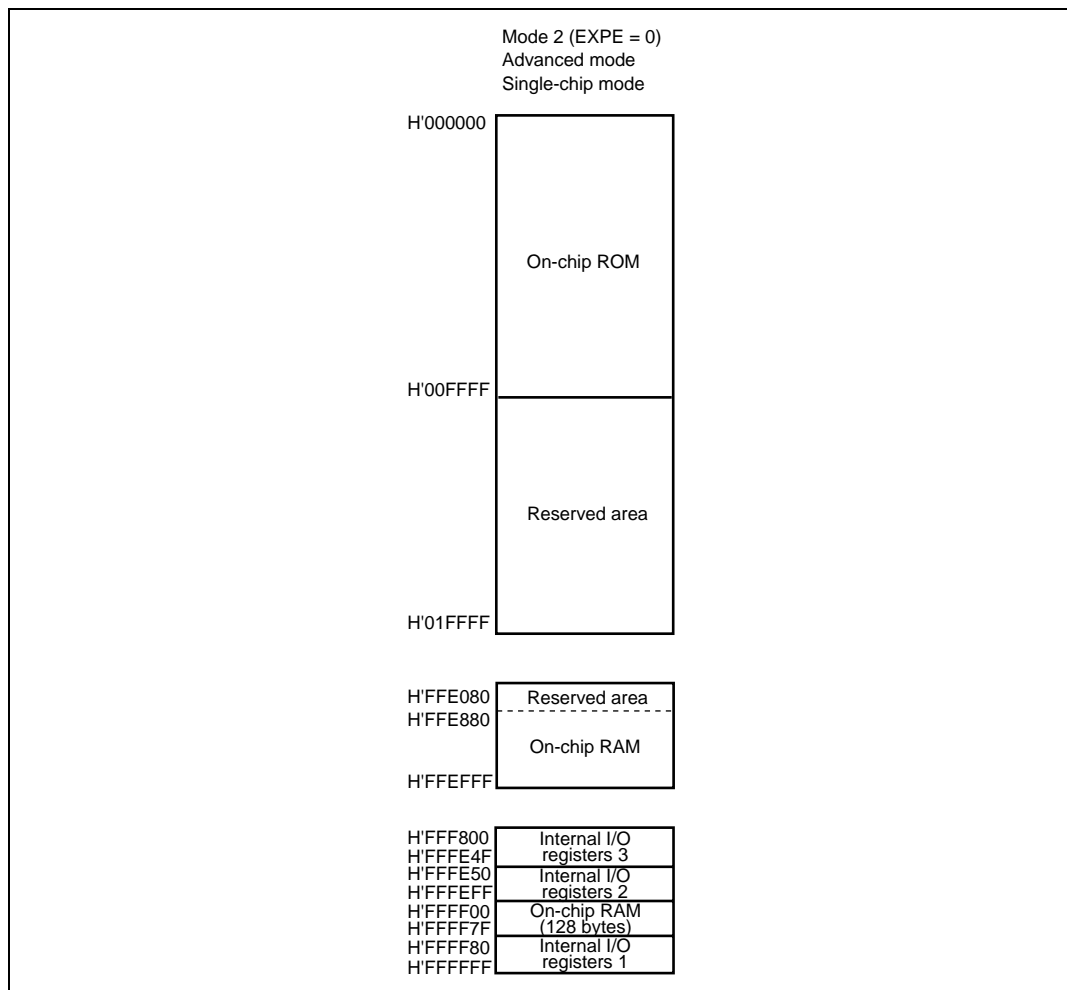 Mode 2 (EXPE = 0)
Advanced mode
Single-chip mode
H'000000
On-chip ROM
H'00FFFF
Reserved area
H'01FFFF
H'FFE080 Reserved area
H'FFE880
On-chip RAM
H'FFEFFF
H'FFF800 Internal I/O
H'FFFE4F registers 3
H'FFFE50 Internal I/O
H'FFFEFF registers 2
H'FFFF00 On-chip RAM
H'FFFF7F (128 bytes)
H'FFFF80 Internal I/O
H'FFFFFF registers 1